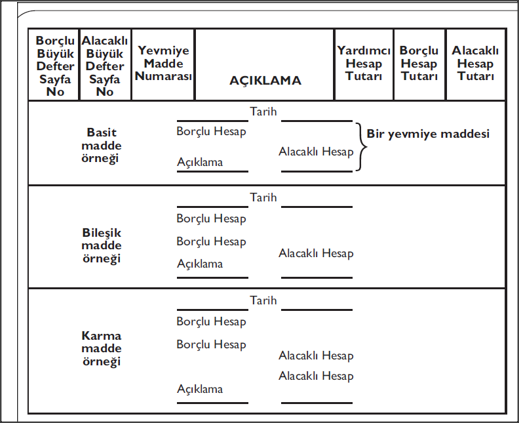 Borçlu
Büyük
Defter
Sayfa
No
Alacaklı
Büyük
Defter
Sayfa
No
Yevmiye
Madde
Numarası
AÇIKLAMA
Yardımcı
Hesap
Tutarı
Borçlu
Hesap
Tutarı
Alacaklı
Hesap
Tutarı
Basit
madde
örneği
Tarih
Borçlu Hesap
Alacaklı Hesap
Açıklama
Bir yevmiye maddesi
Bileşik
madde
örneği
Tarih
Borçlu Hesap
Borçlu Hesap
Alacaklı Hesap
Açıklama
Karma
madde
örneği
Tarih
Borçlu Hesap
Borçlu Hesap
Alacaklı Hesap
Alacaklı Hesap
Açıklama